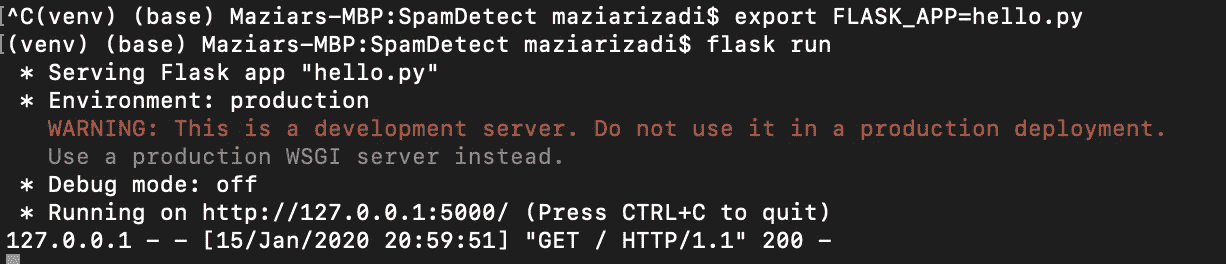 [^C(venv) (base) Maziars-MBP:SpamDetect maziarizadi$ export FLASK_APP=hello.py
[(venv) (base) Maziars-MBP:SpamDetect maziarizadi$ flask run
 * Serving Flask app "hello.py"
 * Environment: production
   WARNING: This is a development server. Do not use it in a production deployment.
   Use a production WSGI server instead.
 * Debug mode: off
 * Running on http://127.0.0.1:5000/ (Press CTRL+C to quit)
127.0.0.1 - - [15/Jan/2020 20:59:51] "GET / HTTP/1.1" 200 -